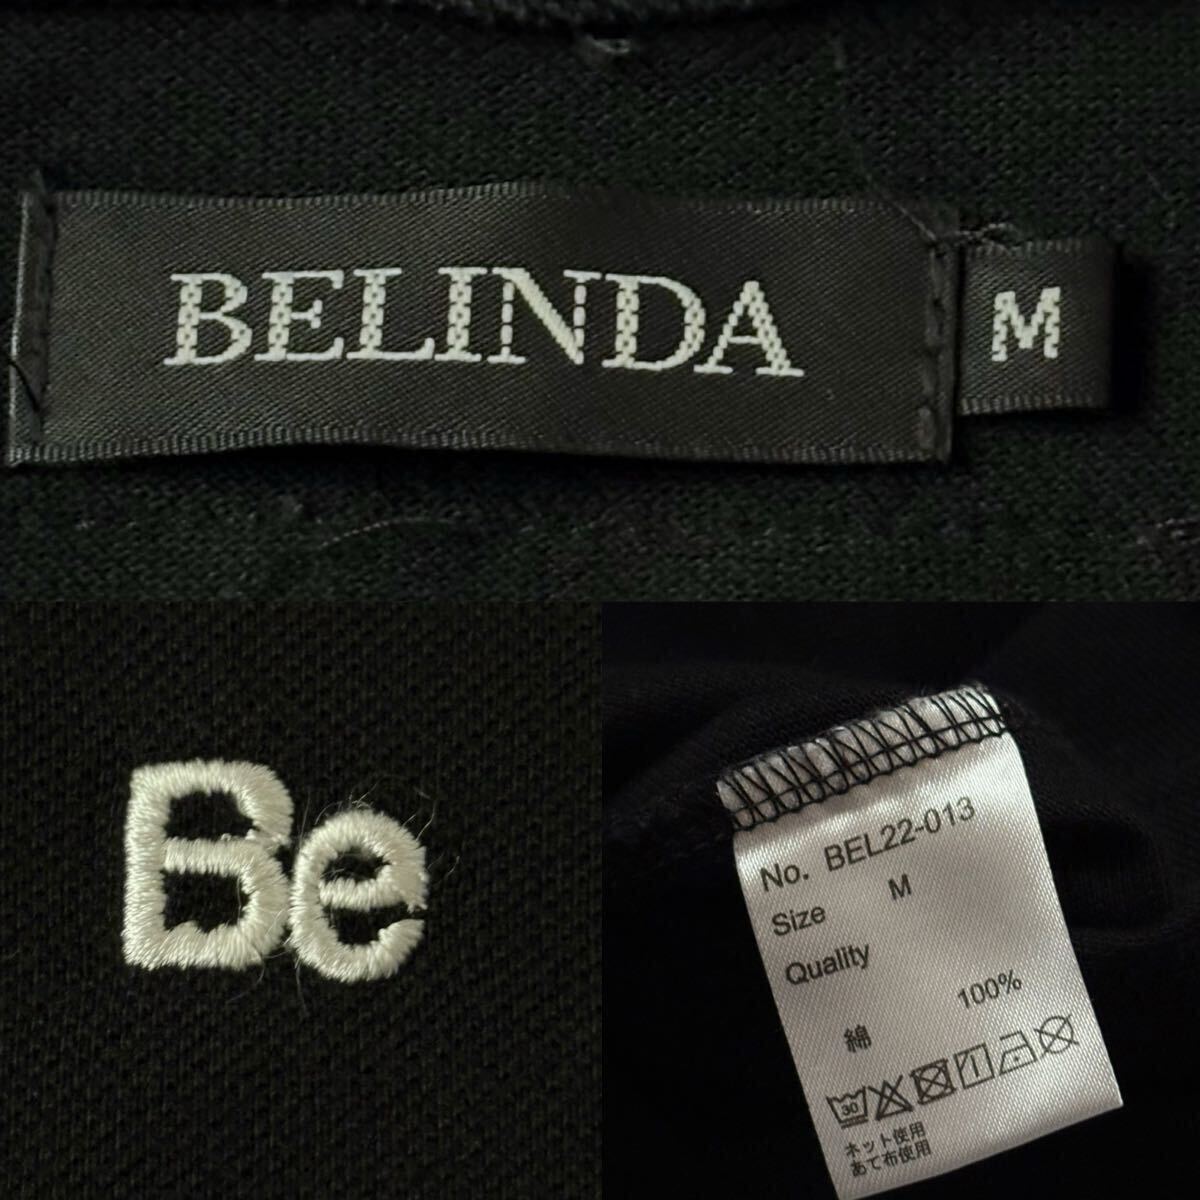 BELINDA
M
Be
No. BEL22-013
Size M
Quality
綿 100%
30
ネット使用
あて布使用